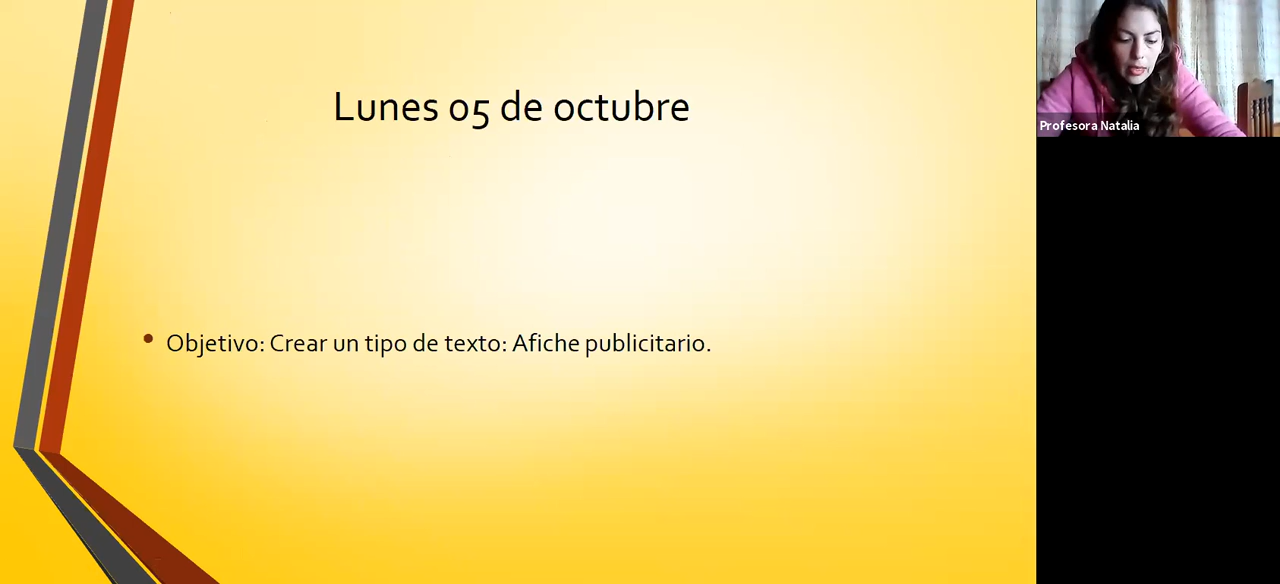 Lunes 05 de octubre
Objetivo: Crear un tipo de texto: Afiche publicitario.
Profesora Natalia